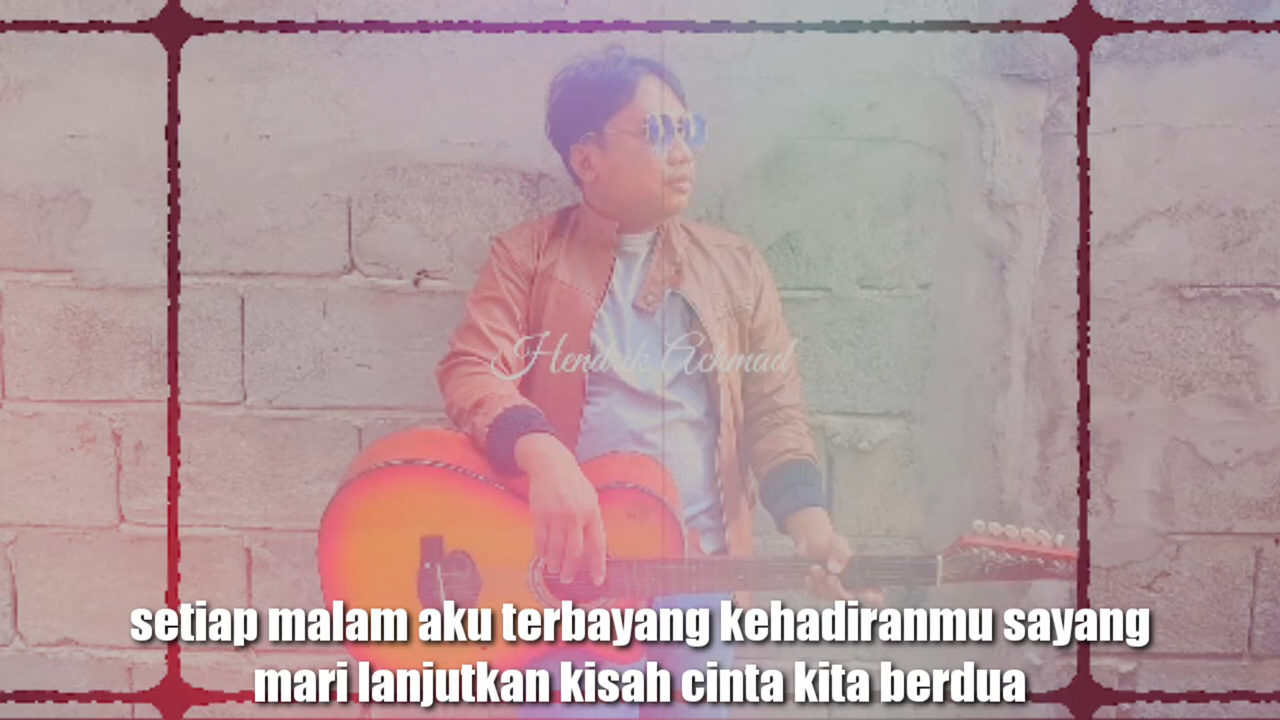 Hendrik Achmad
setiap malam aku terbayang kehadiranmu sayang
mari lanjutkan kisah cinta kita berdua